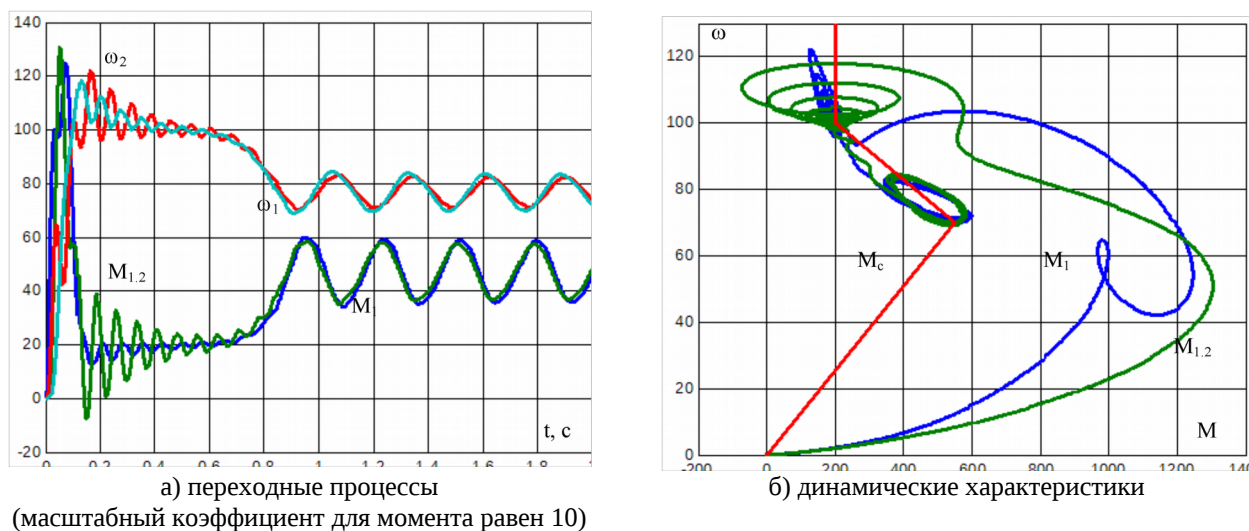 140
120
100
80
60
40
20
0
-20
ω₂
ω₁
M₁.₂
M₁
t, c
0 0.2 0.4 0.6 0.8 1 1.2 1.4 1.6 1.8 2
а) переходные процессы
(масштабный коэффициент для момента равен 10)
ω
120
100
80
60
40
20
0
M_c
M₁
M₁.₂
M
-200 0 200 400 600 800 1000 1200 140
б) динамические характеристики